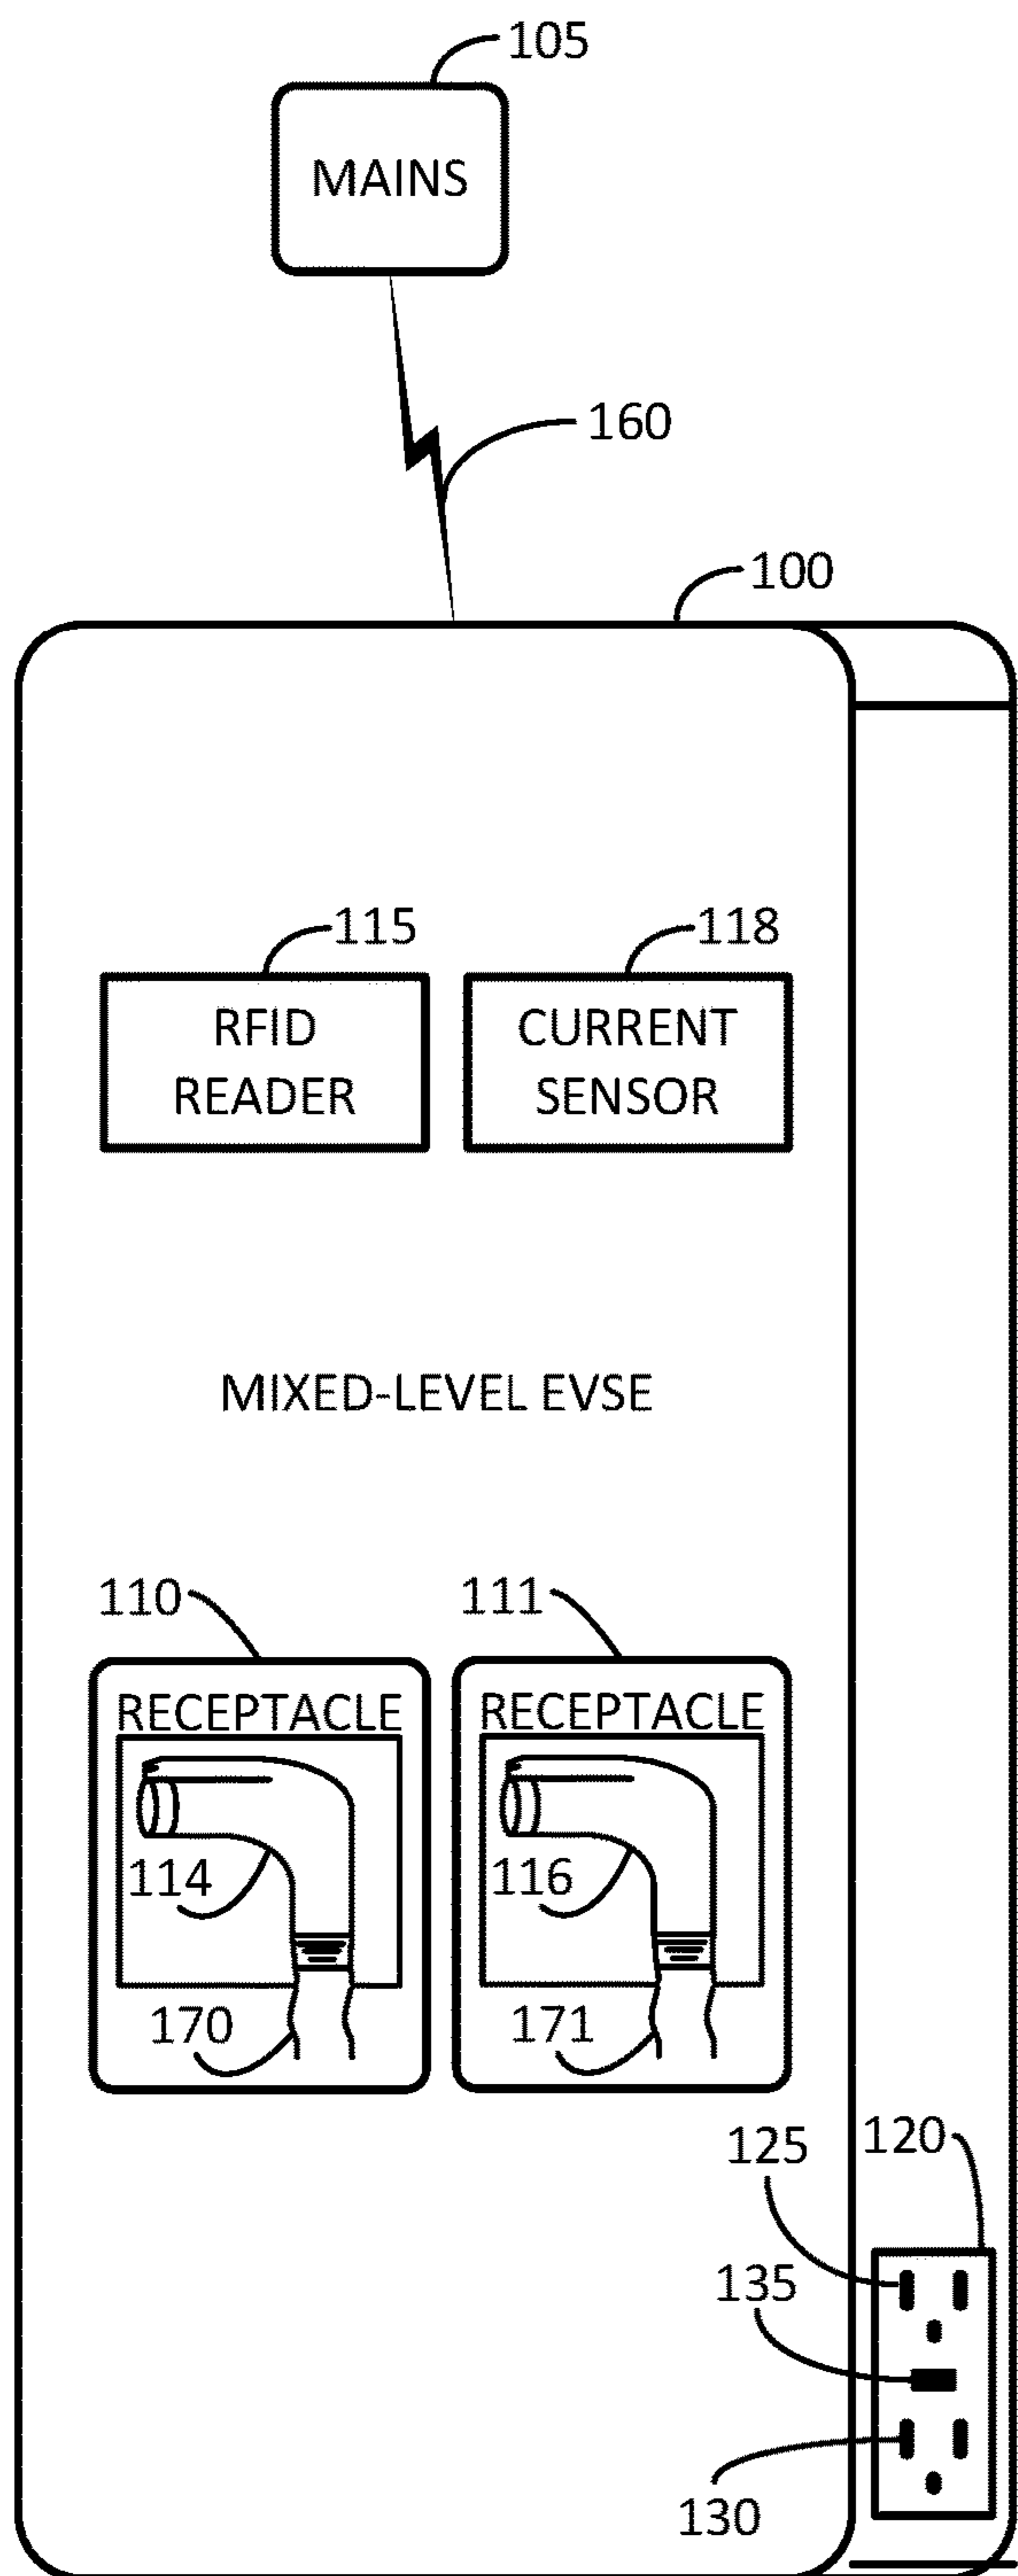 105
MAINS
160
100
115
118
RFID
READER
CURRENT
SENSOR
MIXED-LEVEL EVSE
110
111
RECEPTACLE
RECEPTACLE
114
116
170
171
125
120
135
130